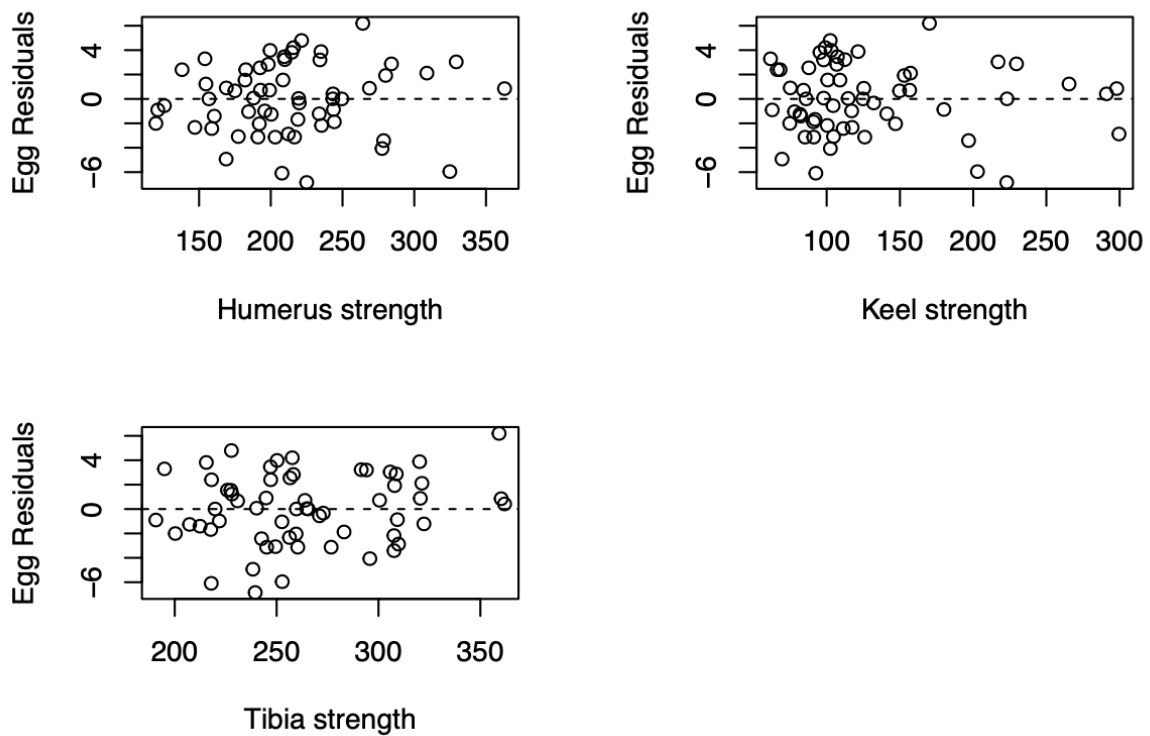 Egg Residuals
4
0
−6
150 200 250 300 350
Humerus strength
Egg Residuals
4
0
−6
100 150 200 250 300
Keel strength
Egg Residuals
4
0
−6
200 250 300 350
Tibia strength